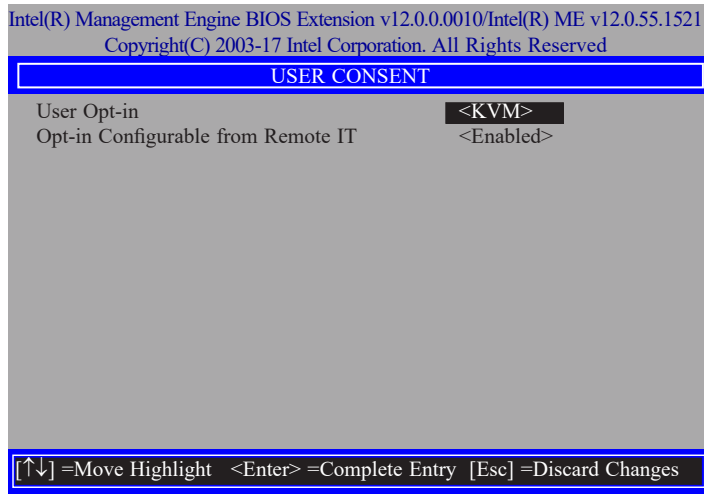 Intel(R) Management Engine BIOS Extension v12.0.0.0010/Intel(R) ME v12.0.55.1521
Copyright(C) 2003-17 Intel Corporation. All Rights Reserved
USER CONSENT
User Opt-in <KVM>
Opt-in Configurable from Remote IT <Enabled>
[↑↓] =Move Highlight <Enter> =Complete Entry [Esc] =Discard Changes